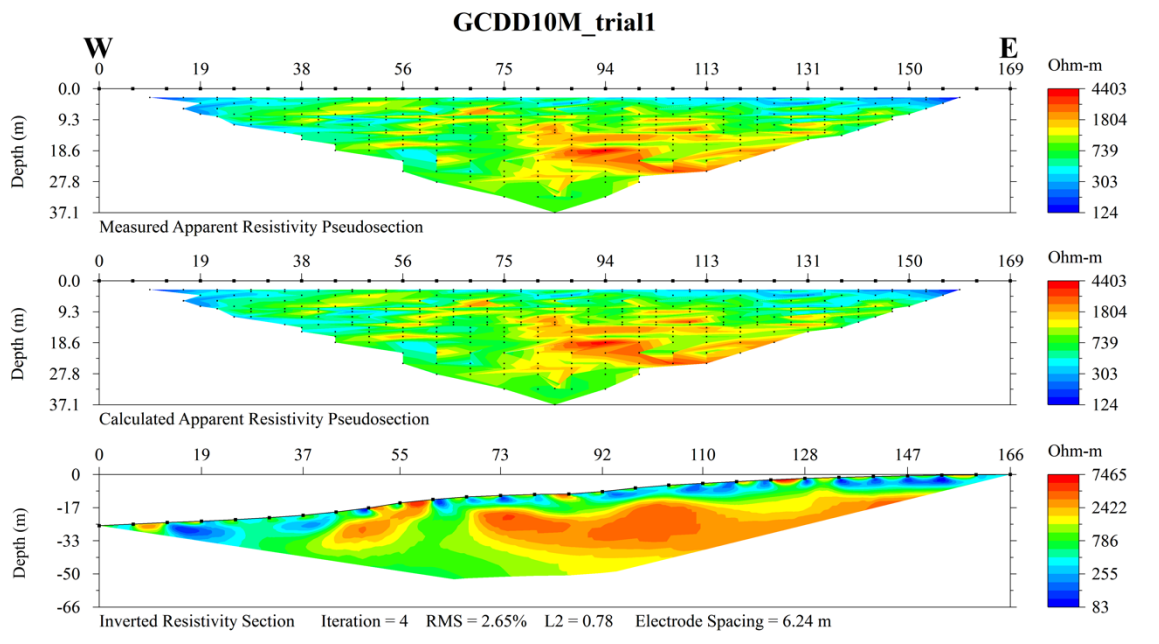 GCDD10M_trial1
W E
0 19 38 56 75 94 113 131 150 169 Ohm-m
0.0 4403
9.3 1804
18.6 739
27.8 303
37.1 124
Depth (m)
Measured Apparent Resistivity Pseudosection
0 19 38 56 75 94 113 131 150 169 Ohm-m
0.0 4403
9.3 1804
18.6 739
27.8 303
37.1 124
Depth (m)
Calculated Apparent Resistivity Pseudosection
0 19 37 55 73 92 110 128 147 166 Ohm-m
0 7465
-17 2422
-33 786
-50 255
-66 83
Depth (m)
Inverted Resistivity Section Iteration = 4 RMS = 2.65% L2 = 0.78 Electrode Spacing = 6.24 m